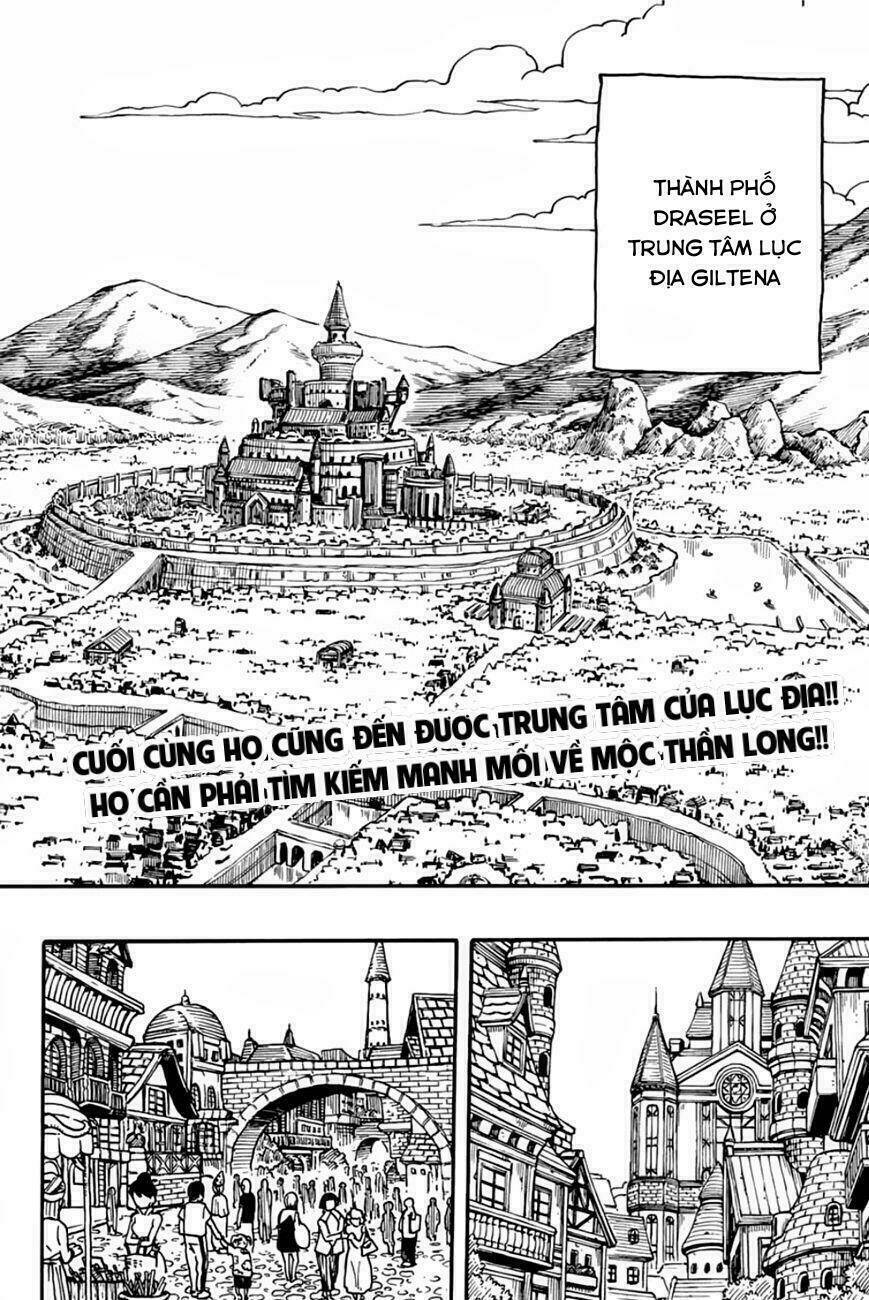 THÀNH PHỐ
DRASEEL Ở
TRUNG TÂM LỤC
ĐỊA GILTENA
CUỐI CÙNG HỌ CŨNG ĐẾN ĐƯỢC TRUNG TÂM CỦA LỤC ĐỊA!!
HỌ CẦN PHẢI TÌM KIẾM MANH MỐI VỀ MỘC THẦN LONG!!